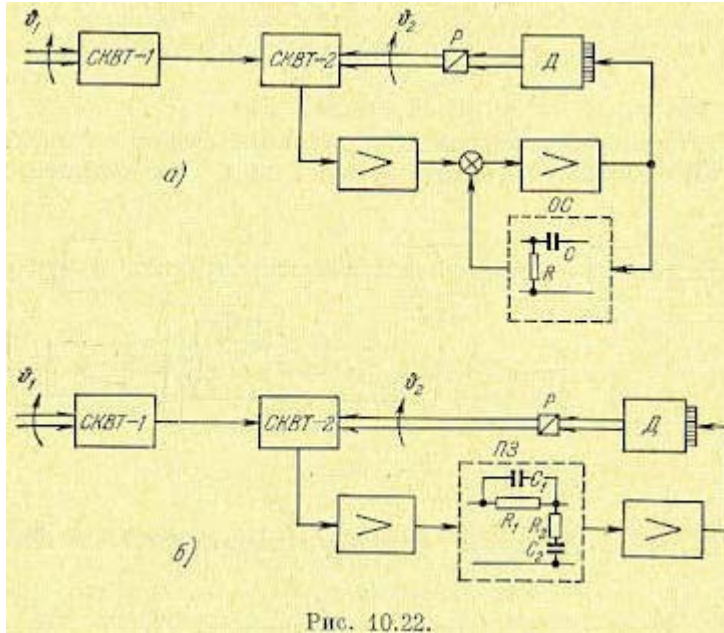 ϑ₁ СКВТ-1 СКВТ-2 ϑ₂ Р Д
> >
а)
ОС
C
R
ϑ₁ СКВТ-1 СКВТ-2 ϑ₂ Р Д
ПЗ
C₁
R₁ R₂
C₂
> >
б)
Рис. 10.22.